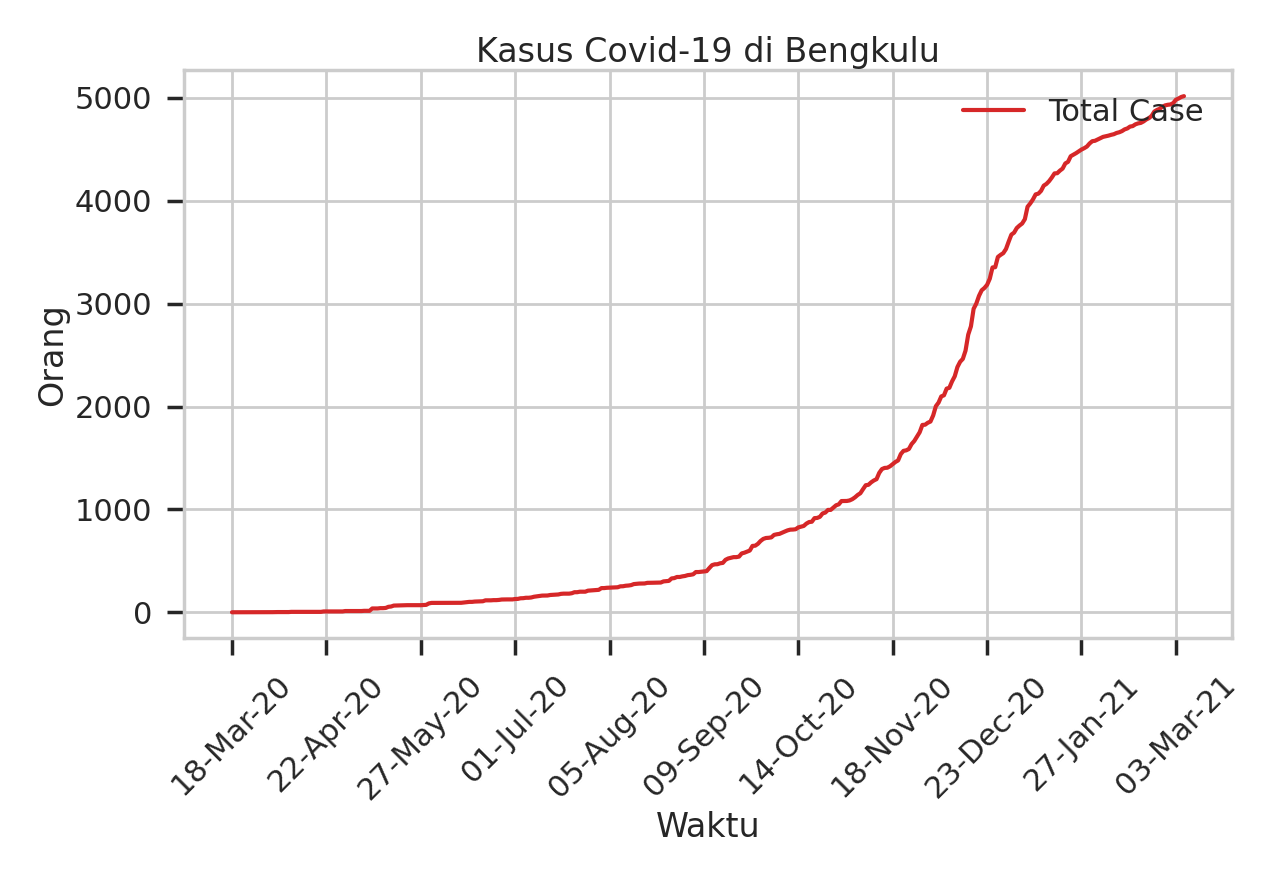 Kasus Covid-19 di Bengkulu
Total Case
5000
4000
3000
2000
1000
0
Orang
18-Mar-20
22-Apr-20
27-May-20
01-Jul-20
05-Aug-20
09-Sep-20
14-Oct-20
18-Nov-20
23-Dec-20
27-Jan-21
03-Mar-21
Waktu